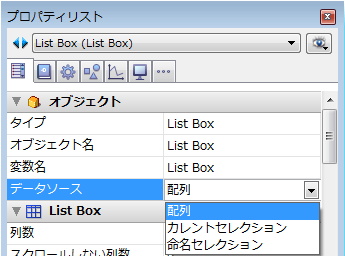 プロパティリスト
List Box (List Box)
オブジェクト
タイプ List Box
オブジェクト名 List Box
変数名 List Box
データソース 配列
配列
List Box
カレントセレクション
列数
命名セレクション
スクロールしない列数